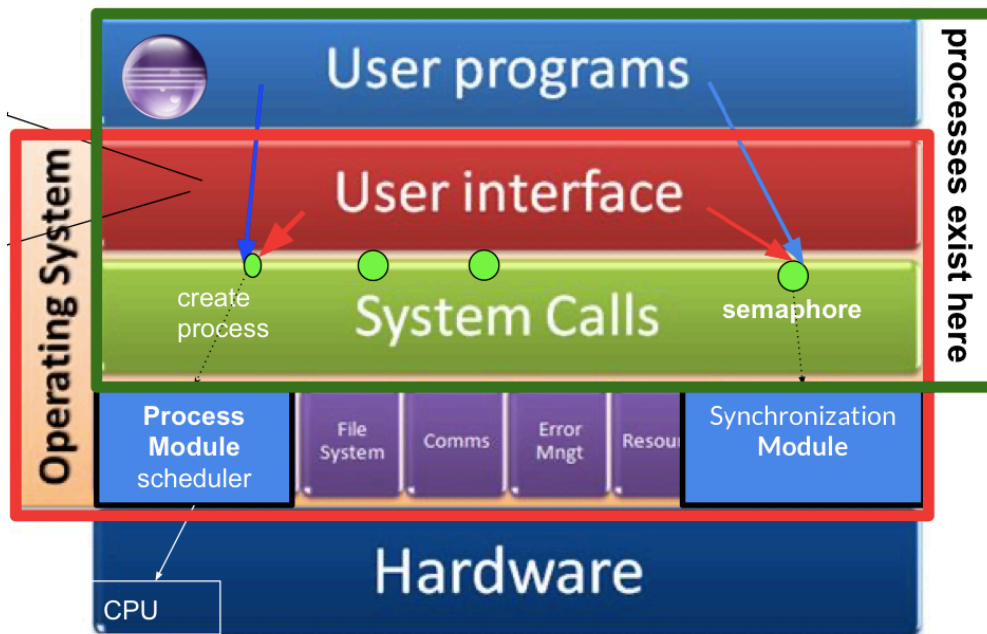 User programs
processes exist here
Operating System
User interface
create
process
System Calls
semaphore
Process
Module
scheduler
File
System
Comms
Error
Mngt
Resou
Synchronization
Module
Hardware
CPU